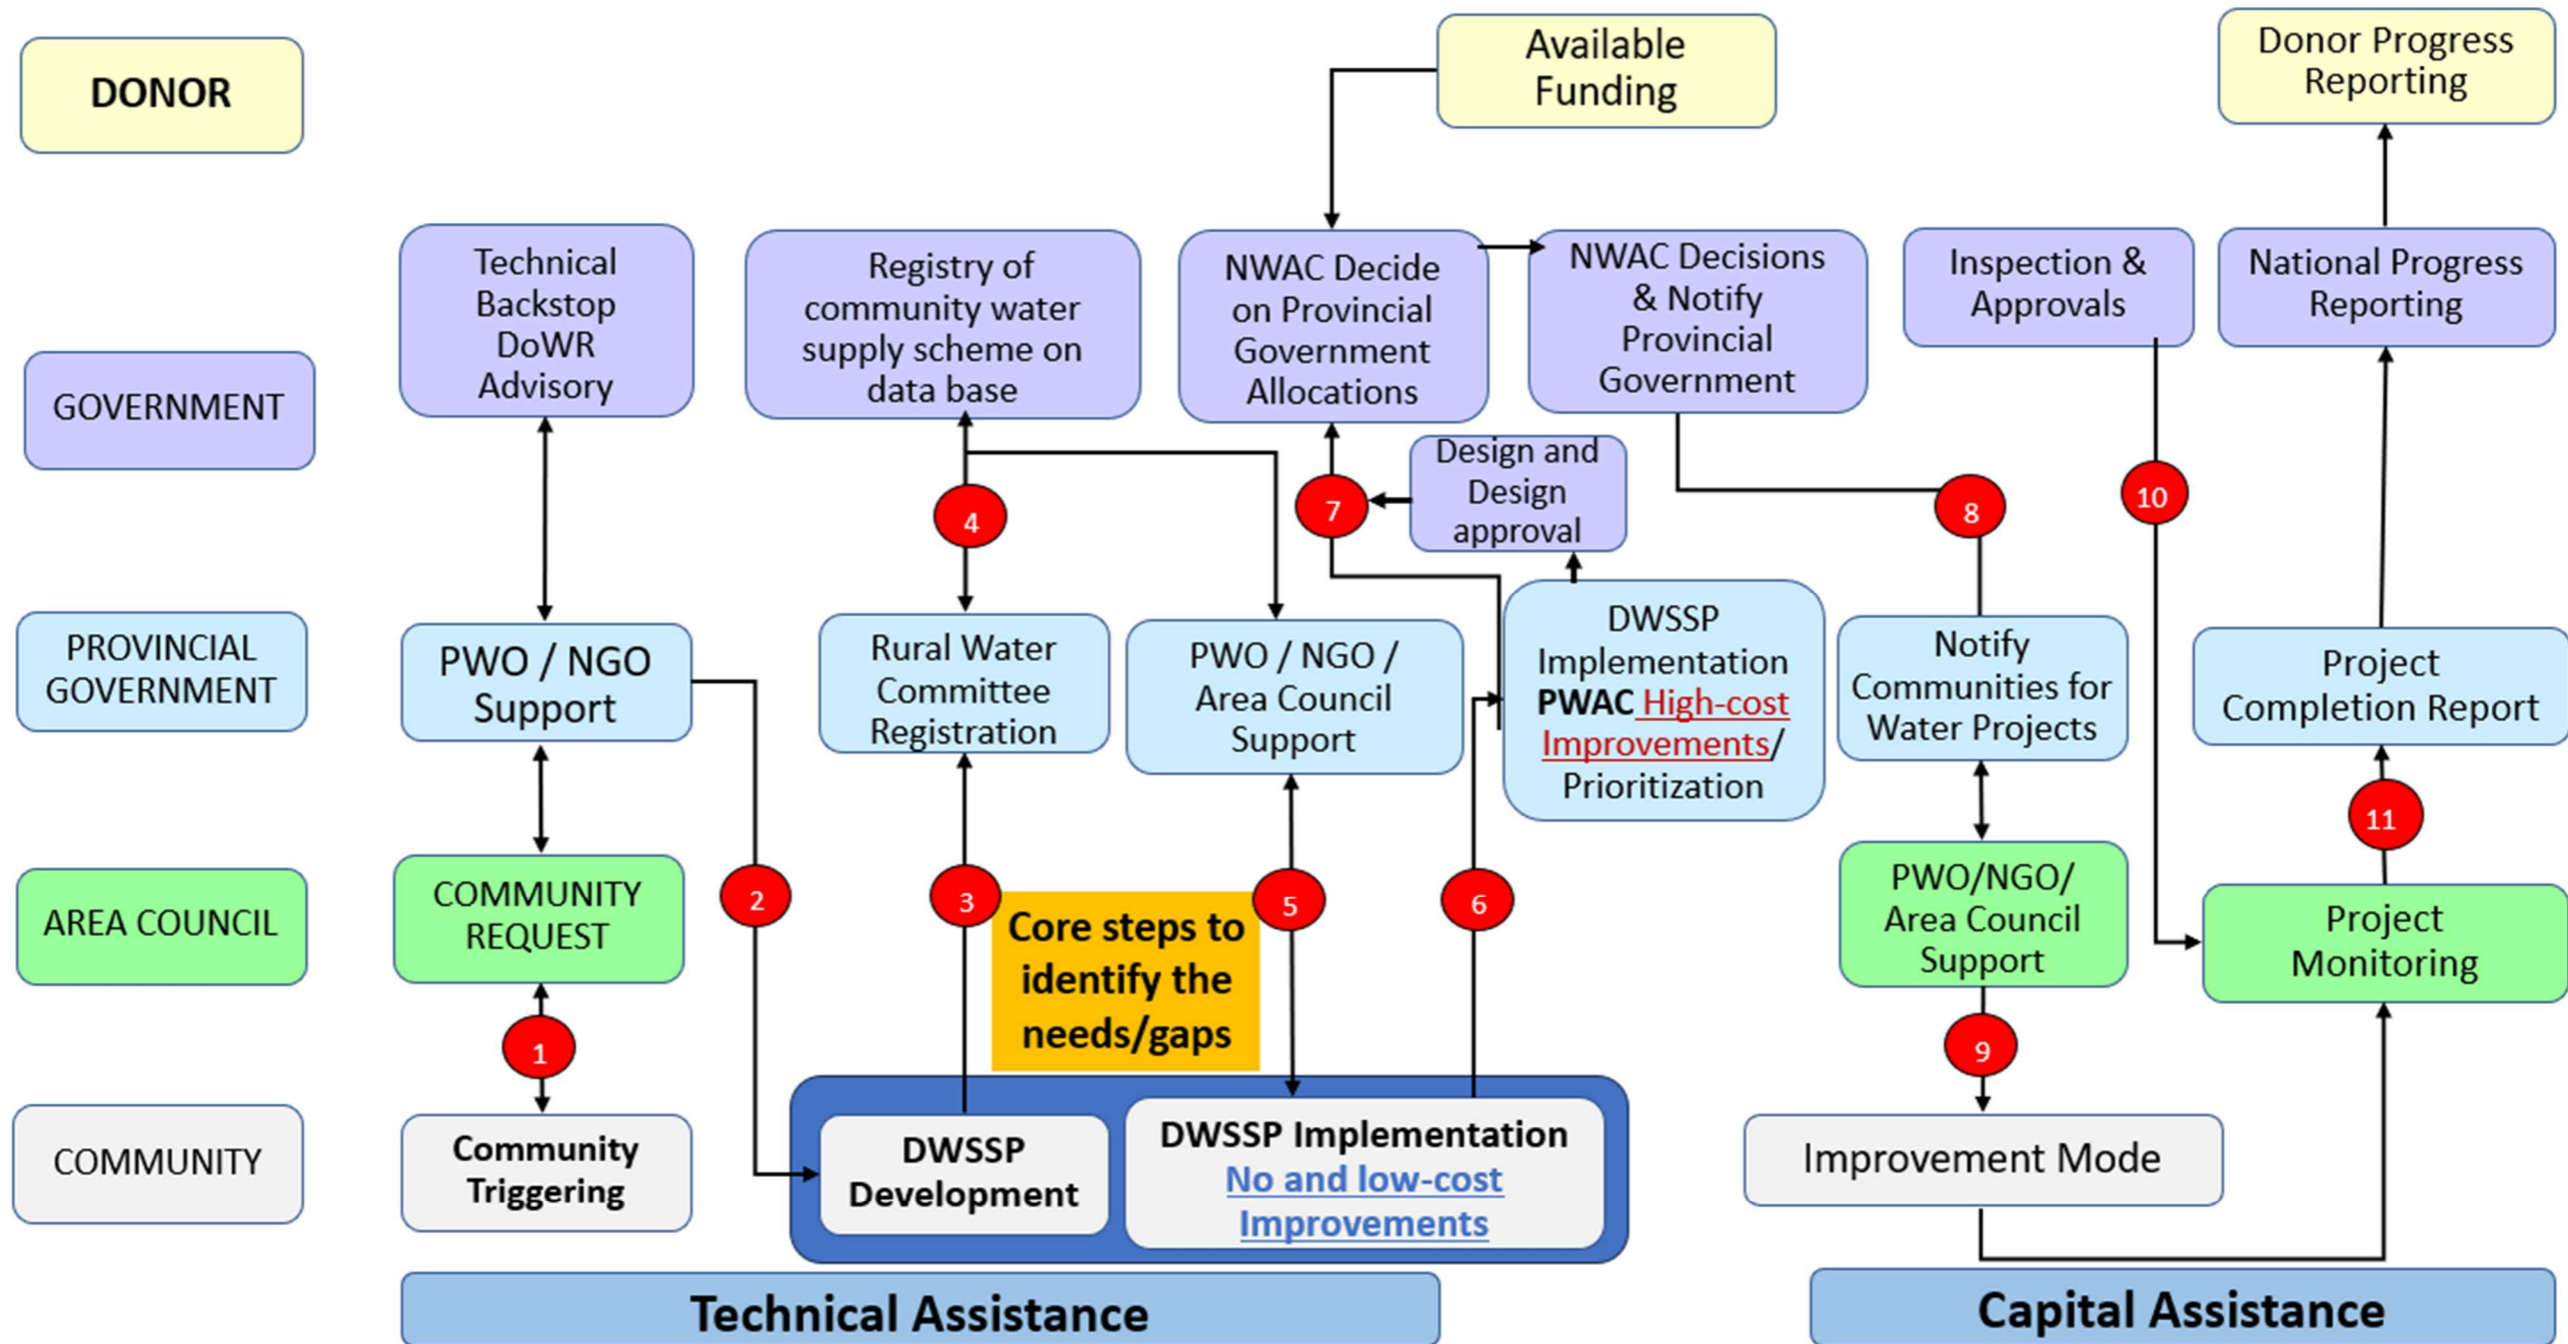 DONOR
Available
Funding
Donor Progress
Reporting
GOVERNMENT
Technical
Backstop
DoWR
Advisory
Registry of
community water
supply scheme on
data base
NWAC Decide
on Provincial
Government
Allocations
NWAC Decisions
& Notify
Provincial
Government
Inspection &
Approvals
National Progress
Reporting
Design and
Design
approval
4
7
8
10
PROVINCIAL
GOVERNMENT
PWO / NGO
Support
Rural Water
Committee
Registration
PWO / NGO /
Area Council
Support
DWSSP
Implementation
PWAC High-cost
Improvements/
Prioritization
Notify
Communities for
Water Projects
Project
Completion Report
11
AREA COUNCIL
COMMUNITY
REQUEST
2
3
Core steps to
identify the
needs/gaps
5
6
PWO/NGO/
Area Council
Support
Project
Monitoring
1
9
COMMUNITY
Community
Triggering
DWSSP
Development
DWSSP Implementation
No and low-cost
Improvements
Improvement Mode
Technical Assistance
Capital Assistance